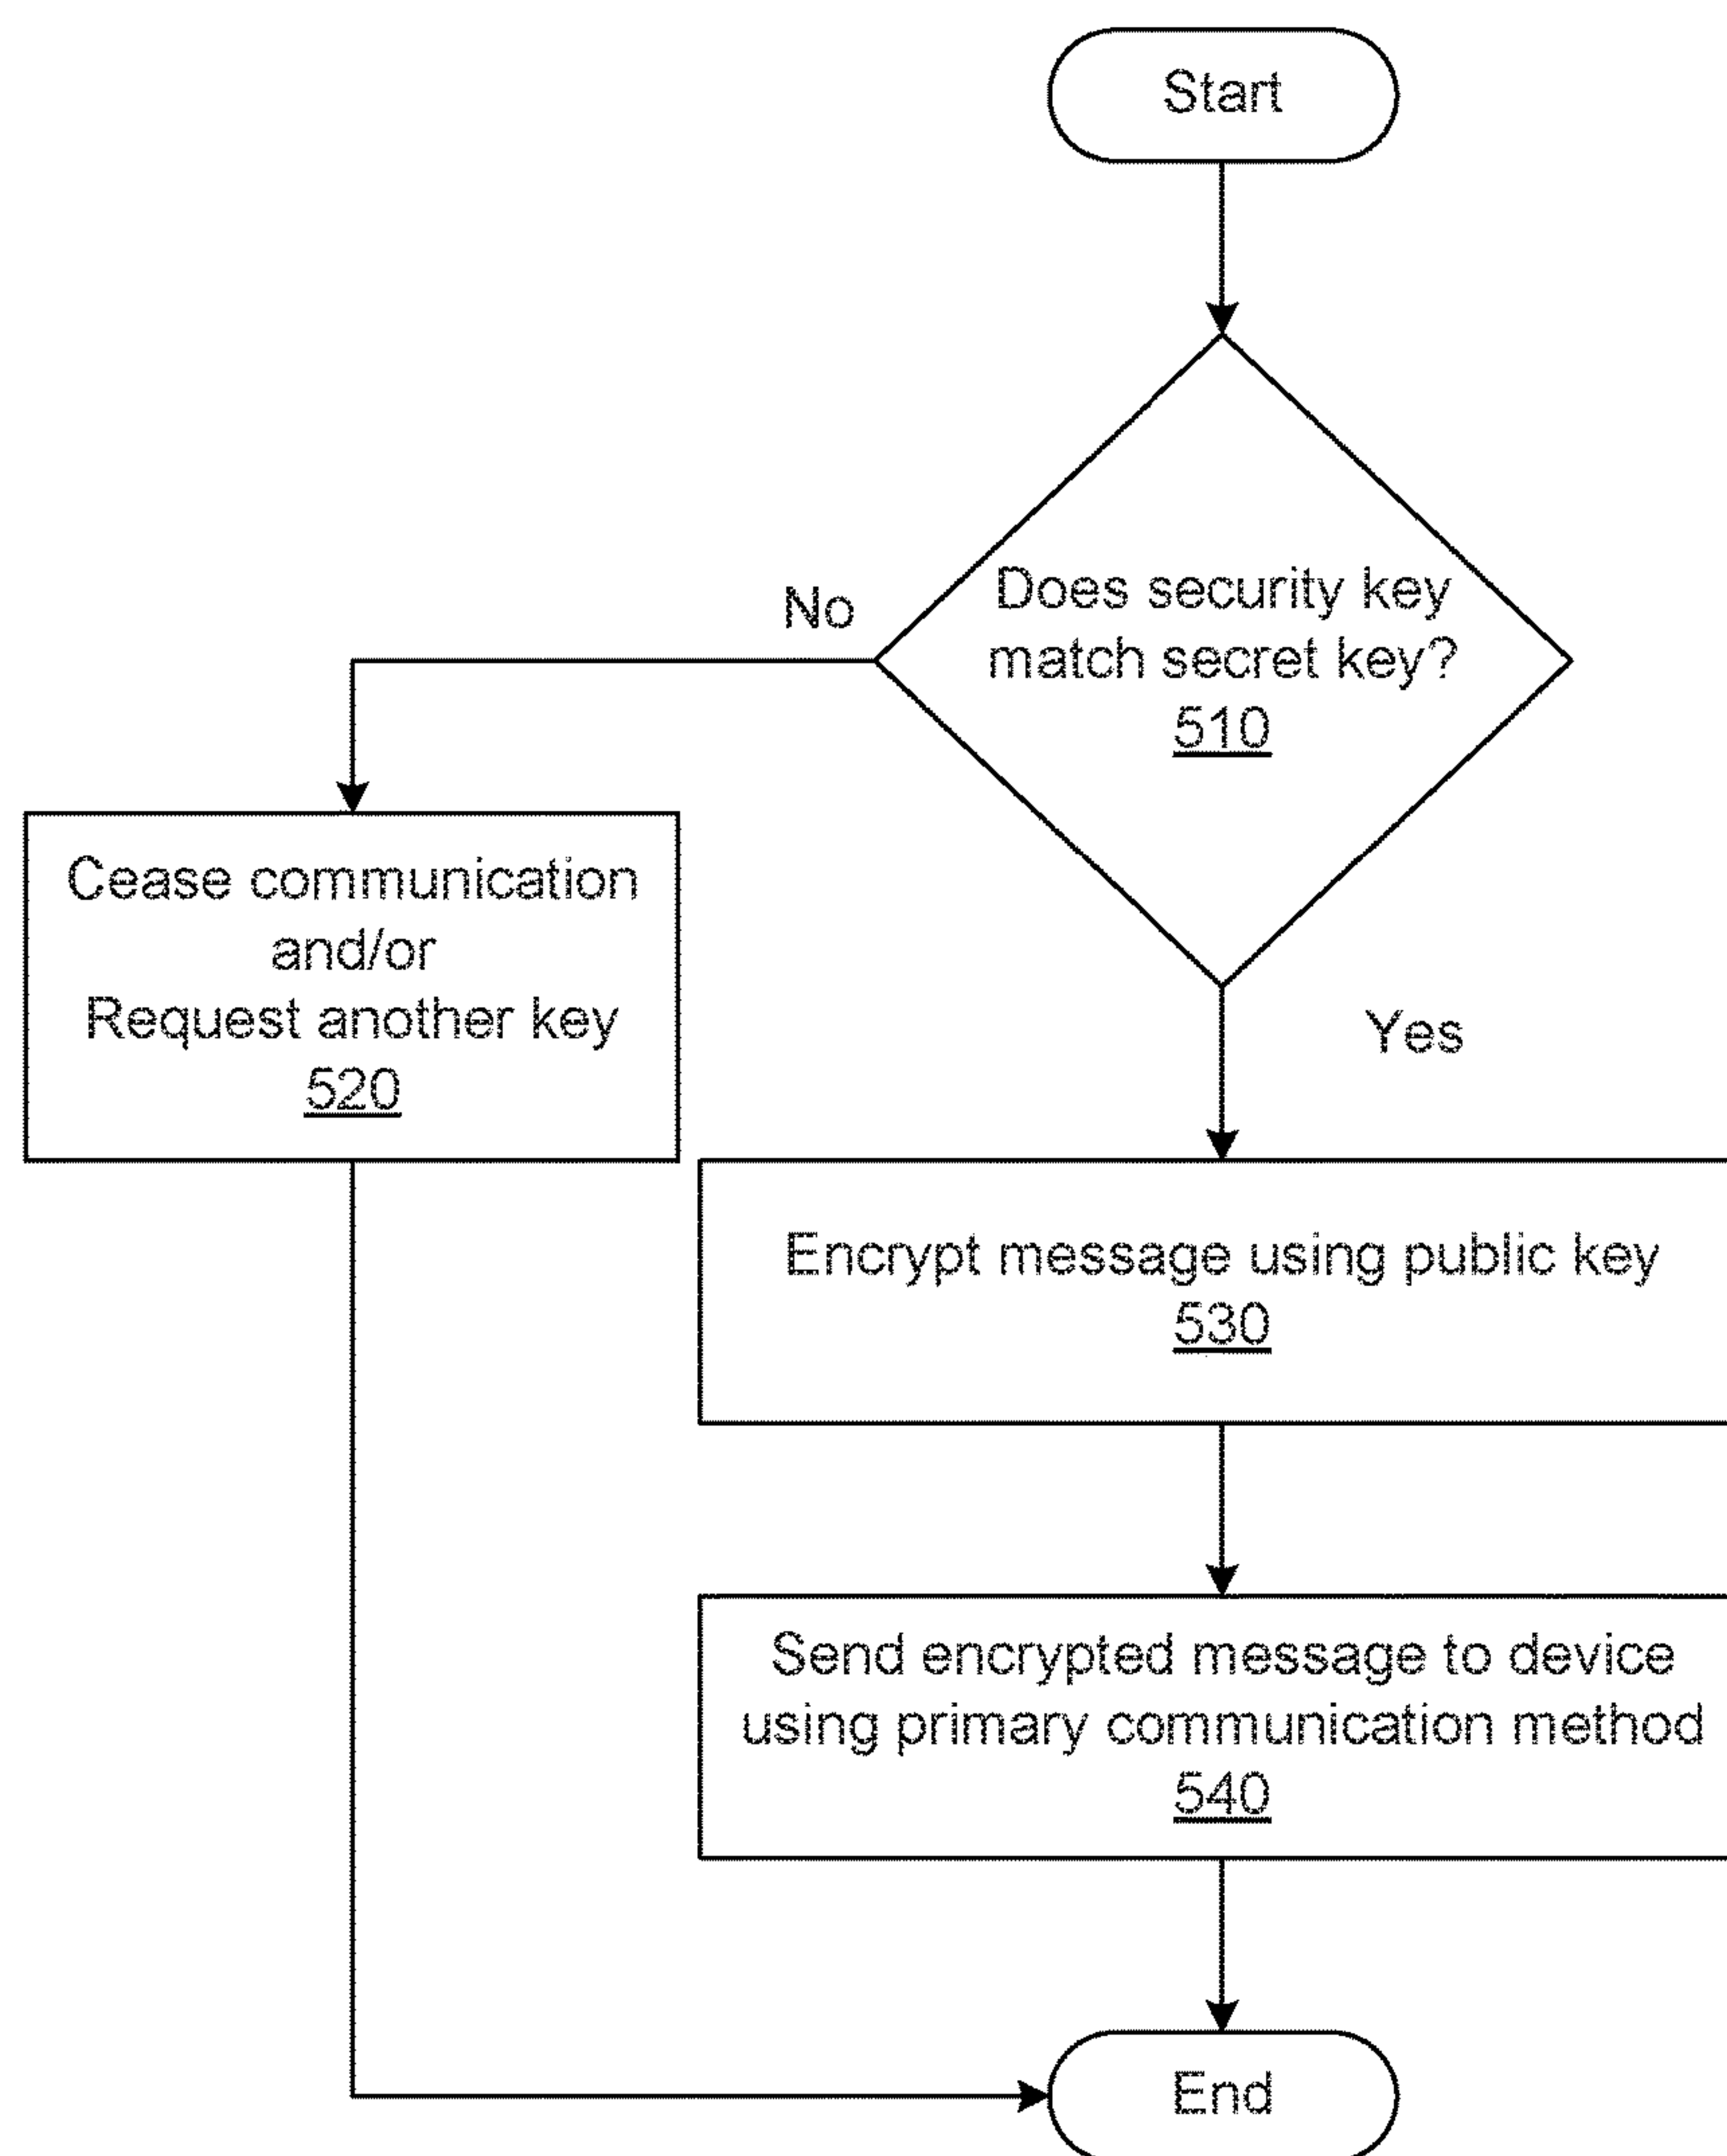 Start
Does security key
match secret key?
510
No
Yes
Cease communication
and/or
Request another key
520
Encrypt message using public key
530
Send encrypted message to device
using primary communication method
540
End